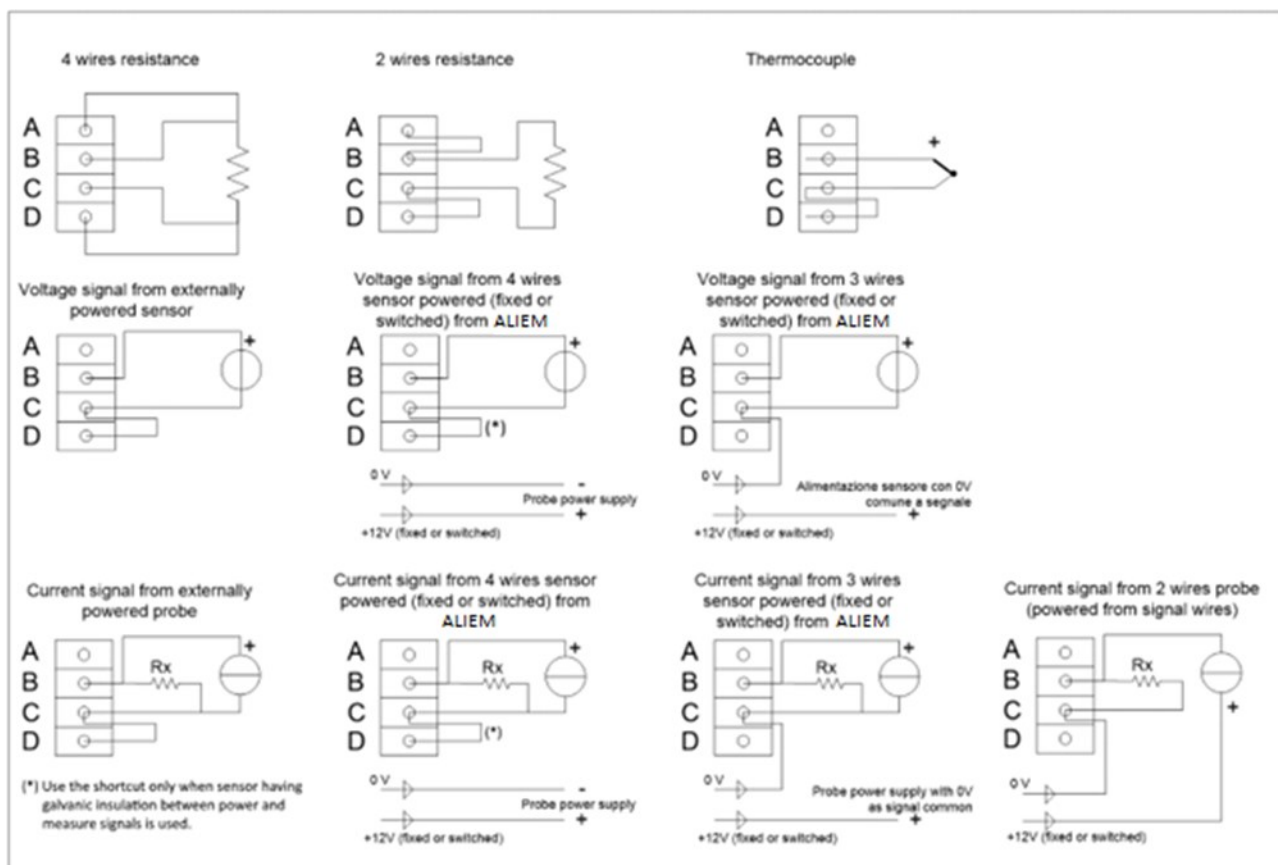 4 wires resistance
A
B
C
D
2 wires resistance
A
B
C
D
Thermocouple
A
B
C
D
+
Voltage signal from externally
powered sensor
A
B
C
D
+
Voltage signal from 4 wires
sensor powered (fixed or
switched) from ALIEM
A
B
C
D
+
(*)
0 V
-
Probe power supply
+
+12V (fixed or switched)
Voltage signal from 3 wires
sensor powered (fixed or
switched) from ALIEM
A
B
C
D
+
0 V
Alimentazione sensore con 0V
comune a segnale
+
+12V (fixed or switched)
Current signal from externally
powered probe
A
B
C
D
Rx
+
(*) Use the shortcut only when sensor having
galvanic insulation between power and
measure signals is used.
Current signal from 4 wires sensor
powered (fixed or switched) from
ALIEM
A
B
C
D
Rx
+
(*)
0 V
-
Probe power supply
+
+12V (fixed or switched)
Current signal from 3 wires
sensor powered (fixed or
switched) from ALIEM
A
B
C
D
Rx
+
0 V
Probe power supply with 0V
as signal common
+
+12V (fixed or switched)
Current signal from 2 wires probe
(powered from signal wires)
A
B
C
D
Rx
+
0 V
+12V (fixed or switched)